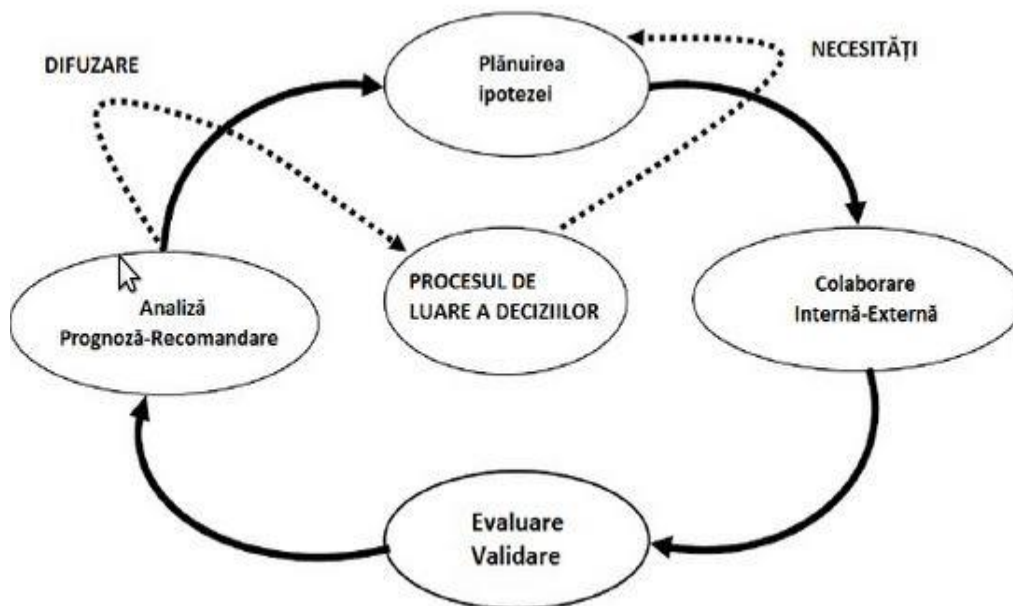 DIFUZARE
NECESITĂȚI
Plănuirea
ipotezei
PROCESUL DE
LUARE A DECIZIILOR
Colaborare
Internă-Externă
Analiză
Prognoză-Recomandare
Evaluare
Validare